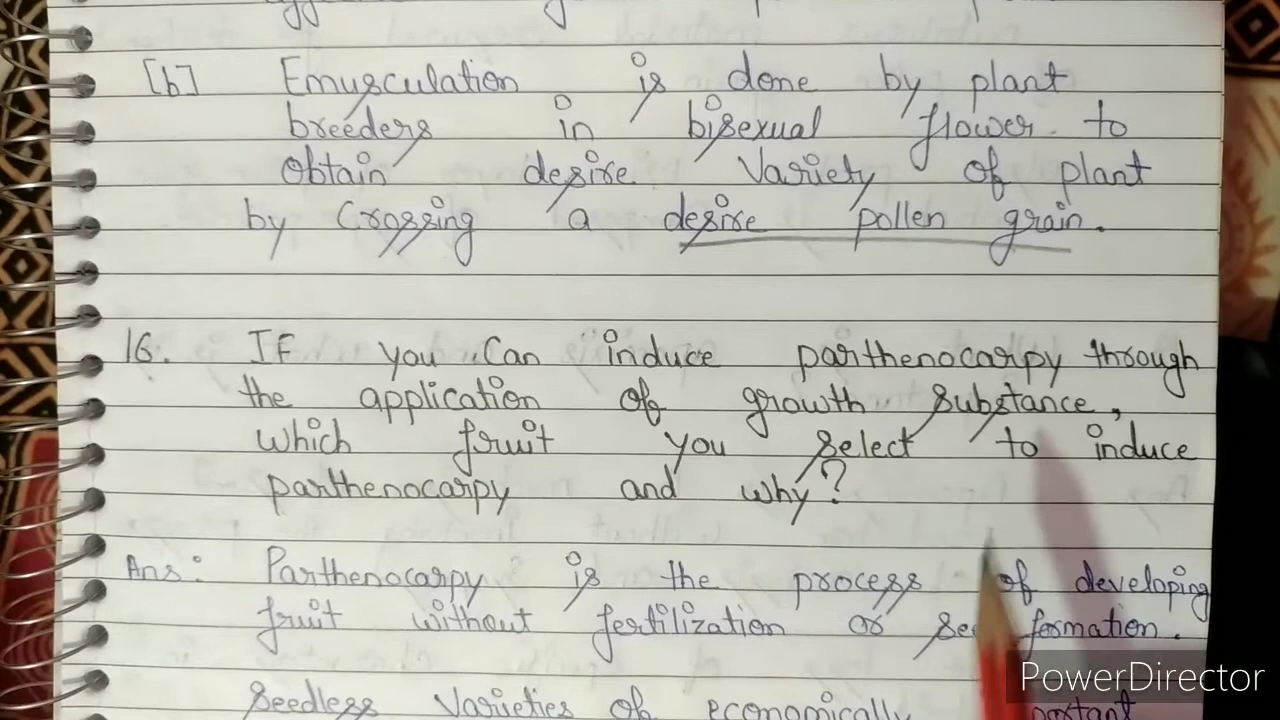 [b] Emusculation is done by plant
breeders in bisexual flower to
obtain desire variety of plant
by Crossing a desire pollen grain.
16. IF you Can induce parthenocarpy through
the application of growth substance,
which fruit you select to induce
parthenocarpy and why?
Ans: Parthenocarpy is the process of developing
fruit without fertilization or formation.
Seedless Varieties of economically
PowerDirector